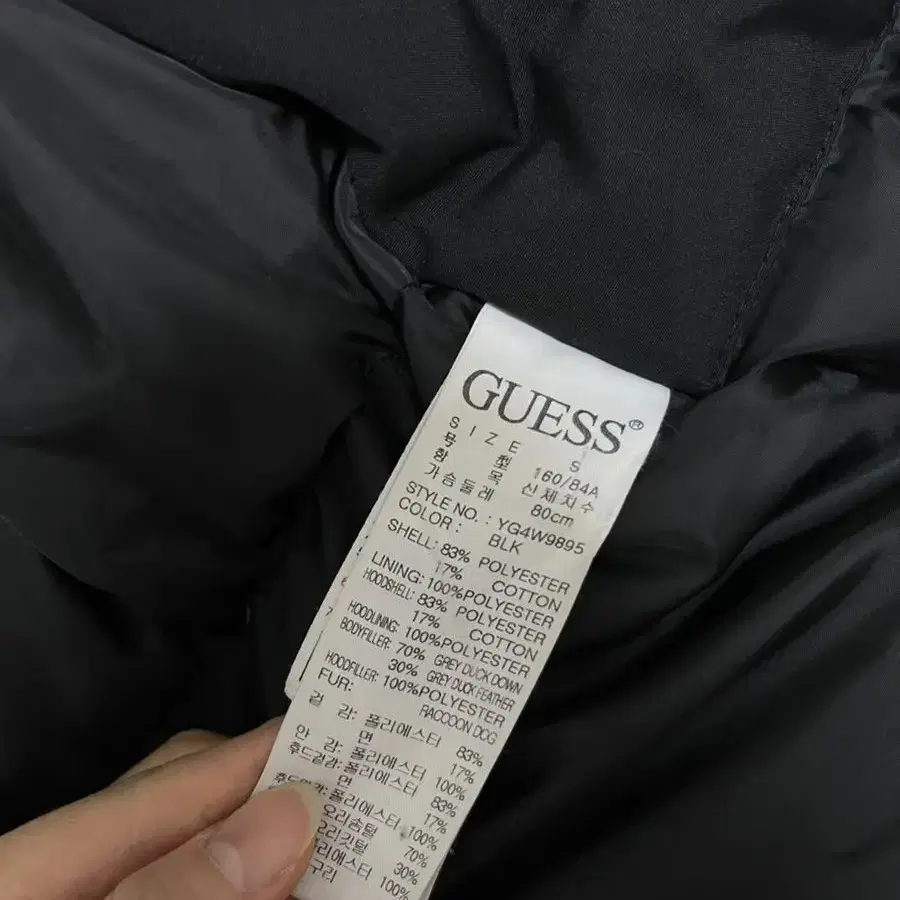 GUESS®
SIZE S
품 목
형 160/84A
가슴둘레 신체치수
80cm
STYLE NO. : YG4W9895
COLOR : BLK
SHELL: 83% POLYESTER
17% COTTON
LINING: 100% POLYESTER
HOODSHELL: 83% POLYESTER
17% COTTON
HOODLINING: 100% POLYESTER
BODYFILLER: 70% GREY DUCK DOWN
30% GREY DUCK FEATHER
HOODFILLER: 100% POLYESTER
FUR: RACCOON DOG
겉 감: 폴리에스터 83%
면 17%
안 감: 폴리에스터 100%
후드겉감: 폴리에스터 83%
면 17%
폴리에스터 100%
오리솜털 70%
오리깃털 30%
폴리에스터 100%
구리